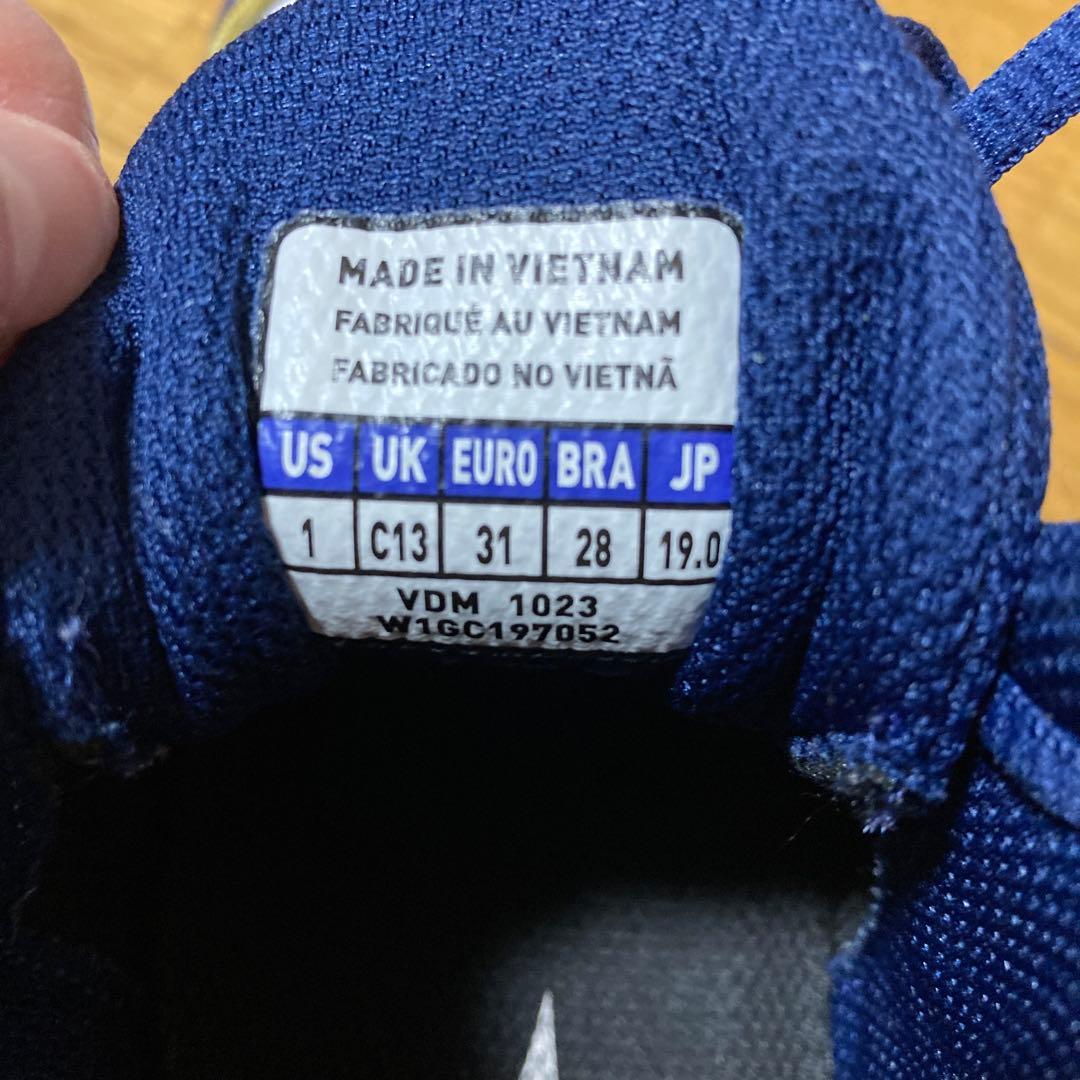 MADE IN VIETNAM
FABRIQUÉ AU VIETNAM
FABRICADO NO VIETNÃ
US UK EURO BRA JP
1 C13 31 28 19.0
VDM 1023
W1GC197052